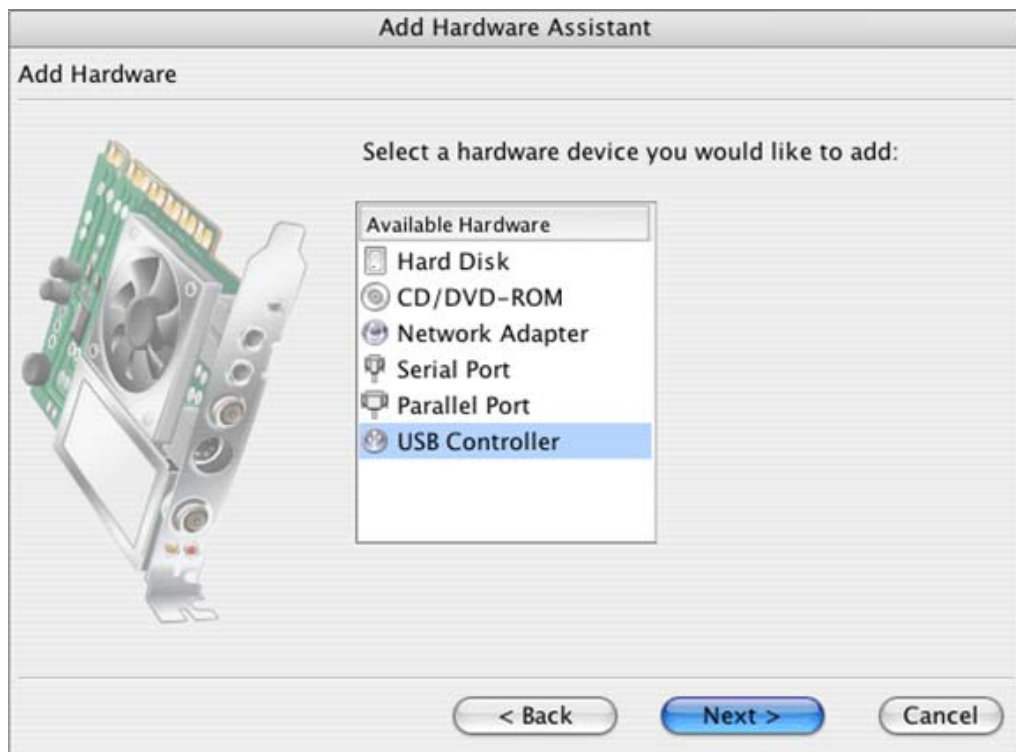 Add Hardware Assistant
Add Hardware
Select a hardware device you would like to add:
Available Hardware
Hard Disk
CD/DVD-ROM
Network Adapter
Serial Port
Parallel Port
USB Controller
< Back
Next >
Cancel